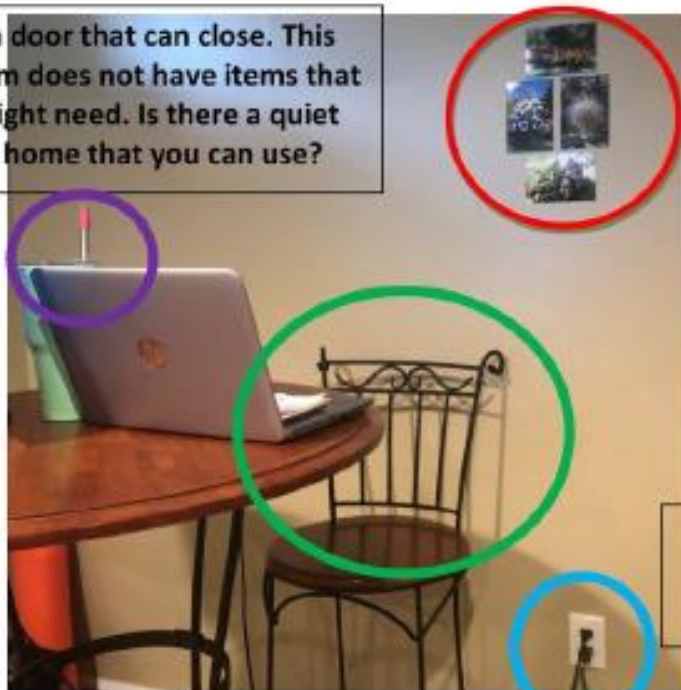 door that can close. This
does not have items that
need. Is there a quiet
home that you can use?
hp